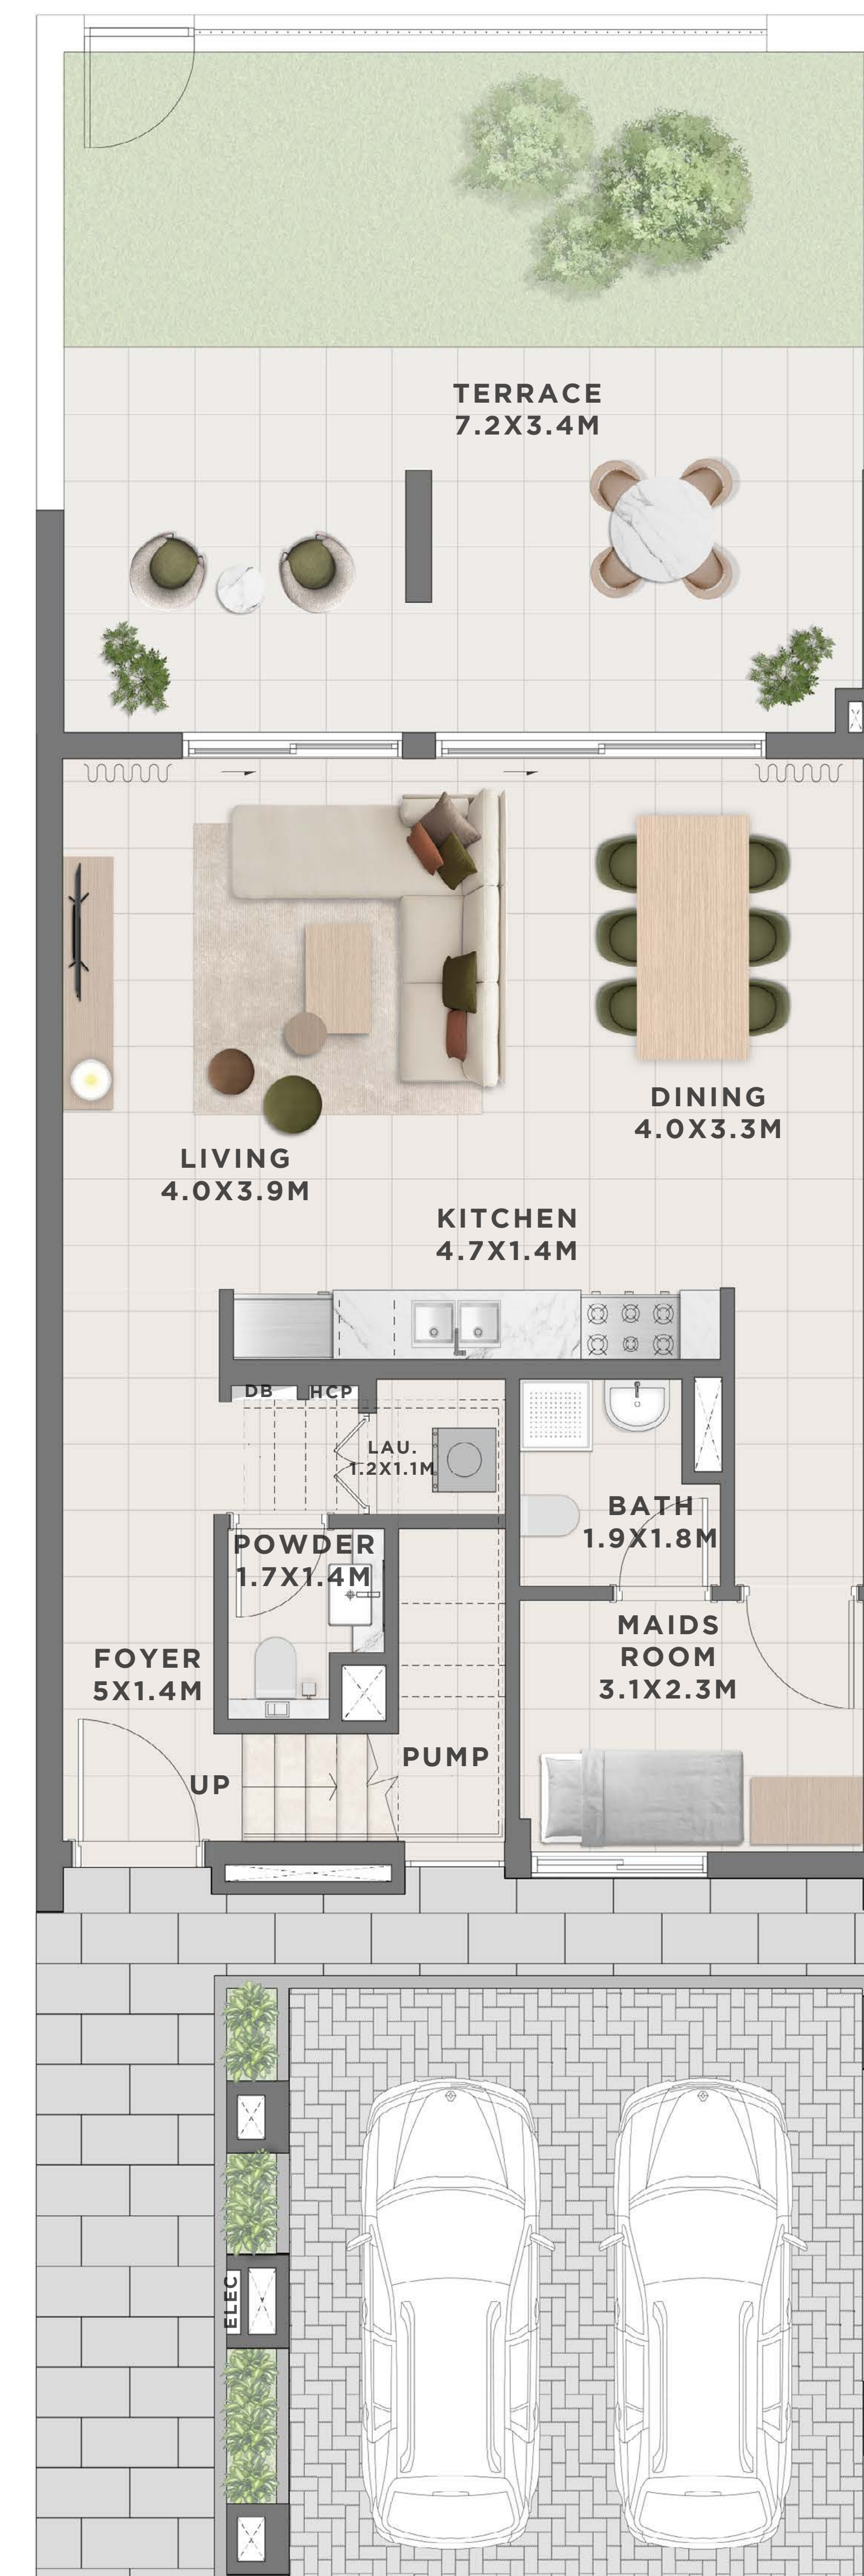 TERRACE
7.2X3.4M
DINING
4.0X3.3M
LIVING
4.0X3.9M
KITCHEN
4.7X1.4M
DB
HCP
LAU.
1.2X1.1M
BATH
1.9X1.8M
POWDER
1.7X1.4M
MAIDS
ROOM
3.1X2.3M
FOYER
5X1.4M
PUMP
UP
ELEC